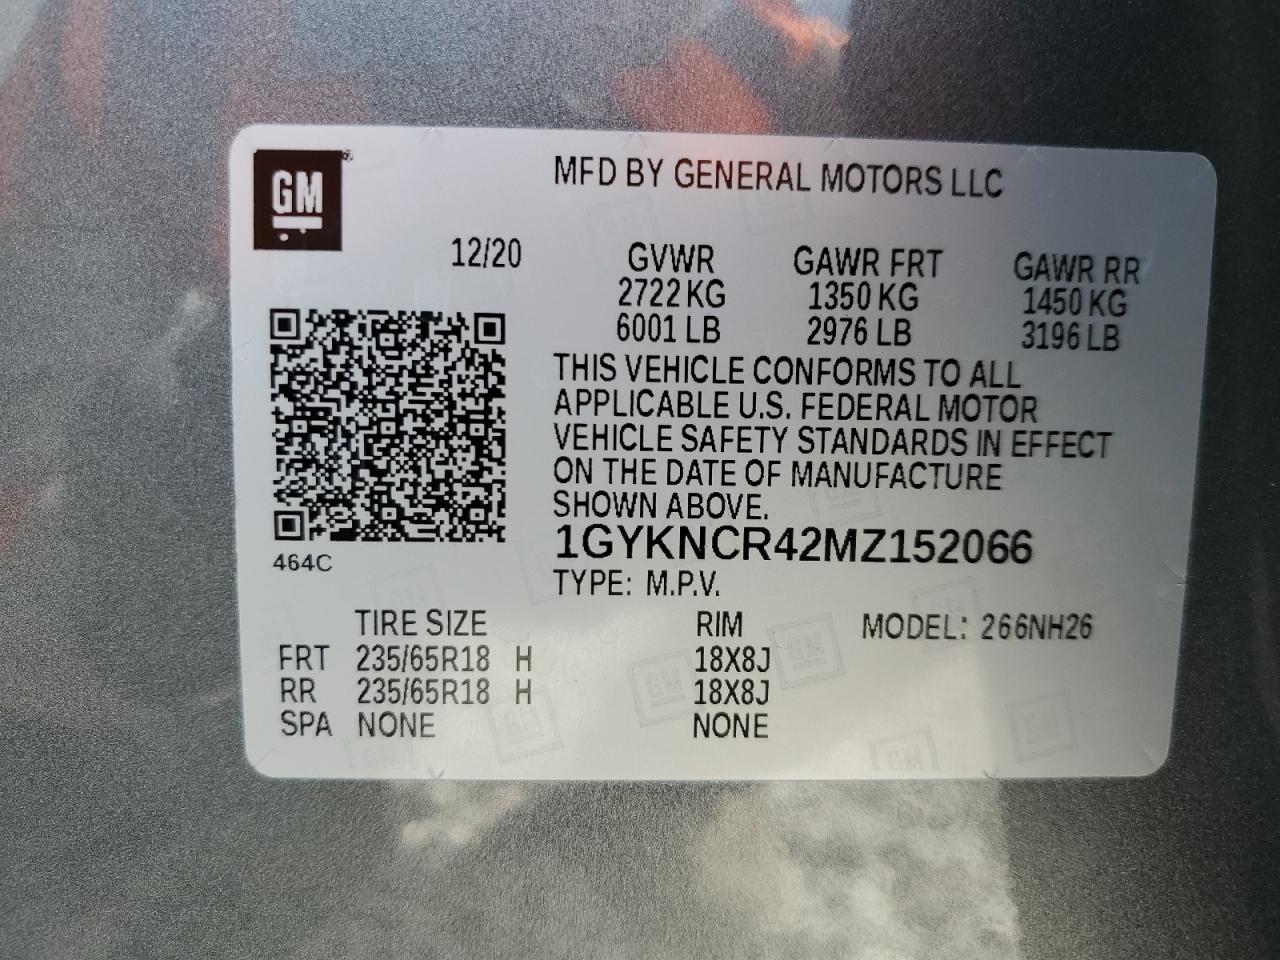 GM
MFD BY GENERAL MOTORS LLC
12/20 GVWR GAWR FRT GAWR RR
2722 KG 1350 KG 1450 KG
6001 LB 2976 LB 3196 LB
THIS VEHICLE CONFORMS TO ALL
APPLICABLE U.S. FEDERAL MOTOR
VEHICLE SAFETY STANDARDS IN EFFECT
ON THE DATE OF MANUFACTURE
SHOWN ABOVE.
1GYKNCR42MZ152066
464C
TYPE: M.P.V.
TIRE SIZE RIM MODEL: 266NH26
FRT 235/65R18 H 18X8J
RR 235/65R18 H 18X8J
SPA NONE NONE